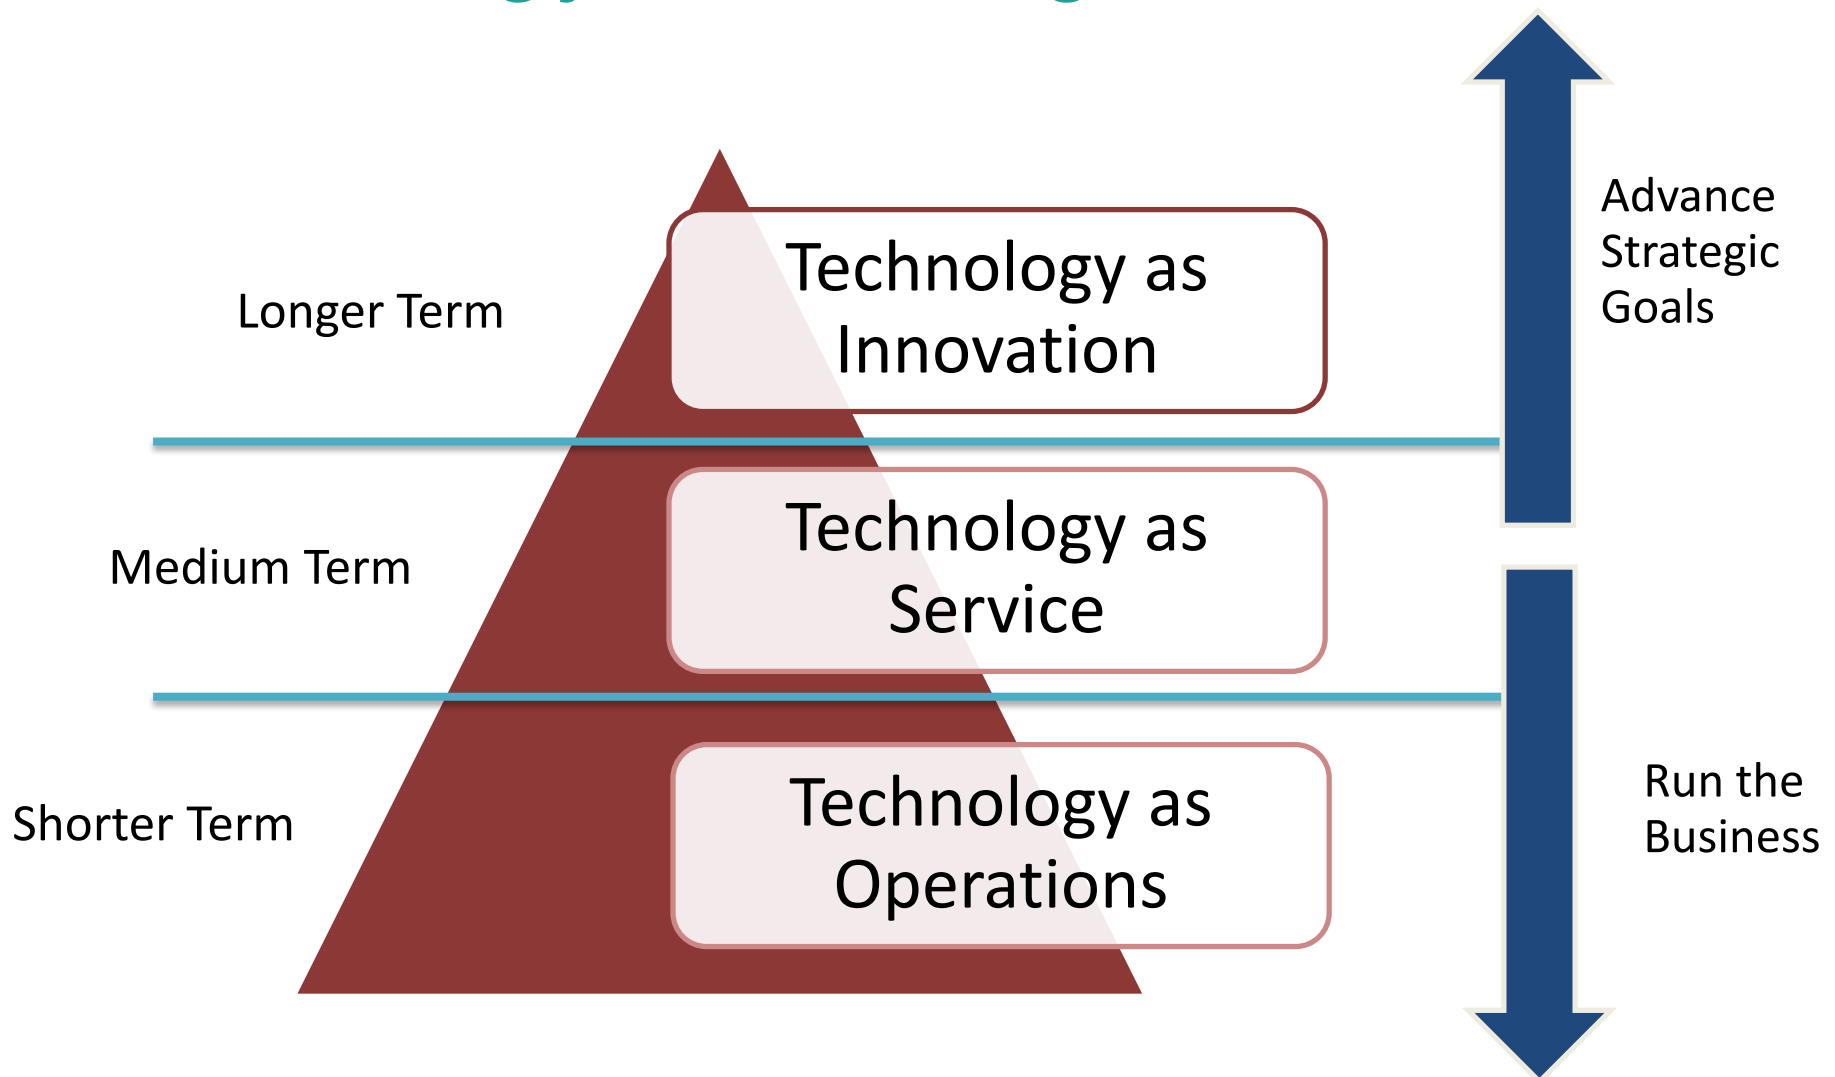 Technology as
Innovation
Advance
Strategic
Goals
Longer Term
Technology as
Service
Medium Term
Technology as
Operations
Shorter Term
Run the
Business